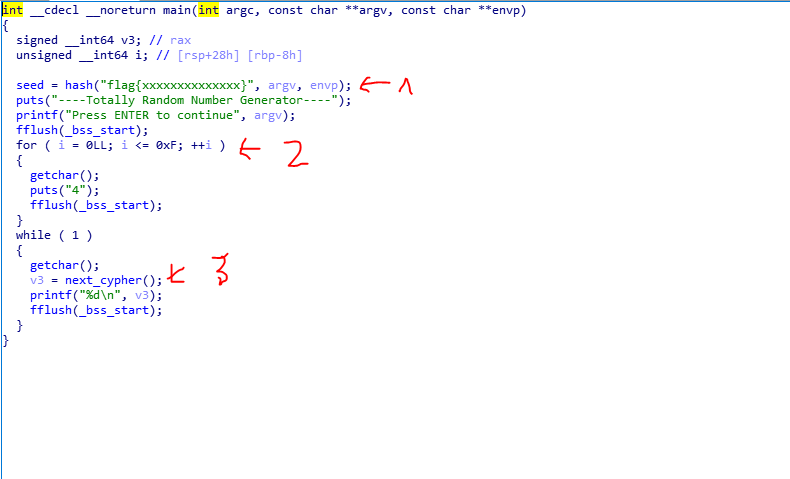 int __cdecl __noreturn main(int argc, const char **argv, const char **envp)
{
  signed __int64 v3; // rax
  unsigned __int64 i; // [rsp+28h] [rbp-8h]

  seed = hash("flag{xxxxxxxxxxxxxx}", argv, envp); ← 1
  puts("----Totally Random Number Generator----");
  printf("Press ENTER to continue", argv);
  fflush(_bss_start);
  for ( i = 0LL; i <= 0xF; ++i ) ← 2
  {
    getchar();
    puts("4");
    fflush(_bss_start);
  }
  while ( 1 )
  {
    getchar();
    v3 = next_cypher(); ← 3
    printf("%d\n", v3);
    fflush(_bss_start);
  }
}